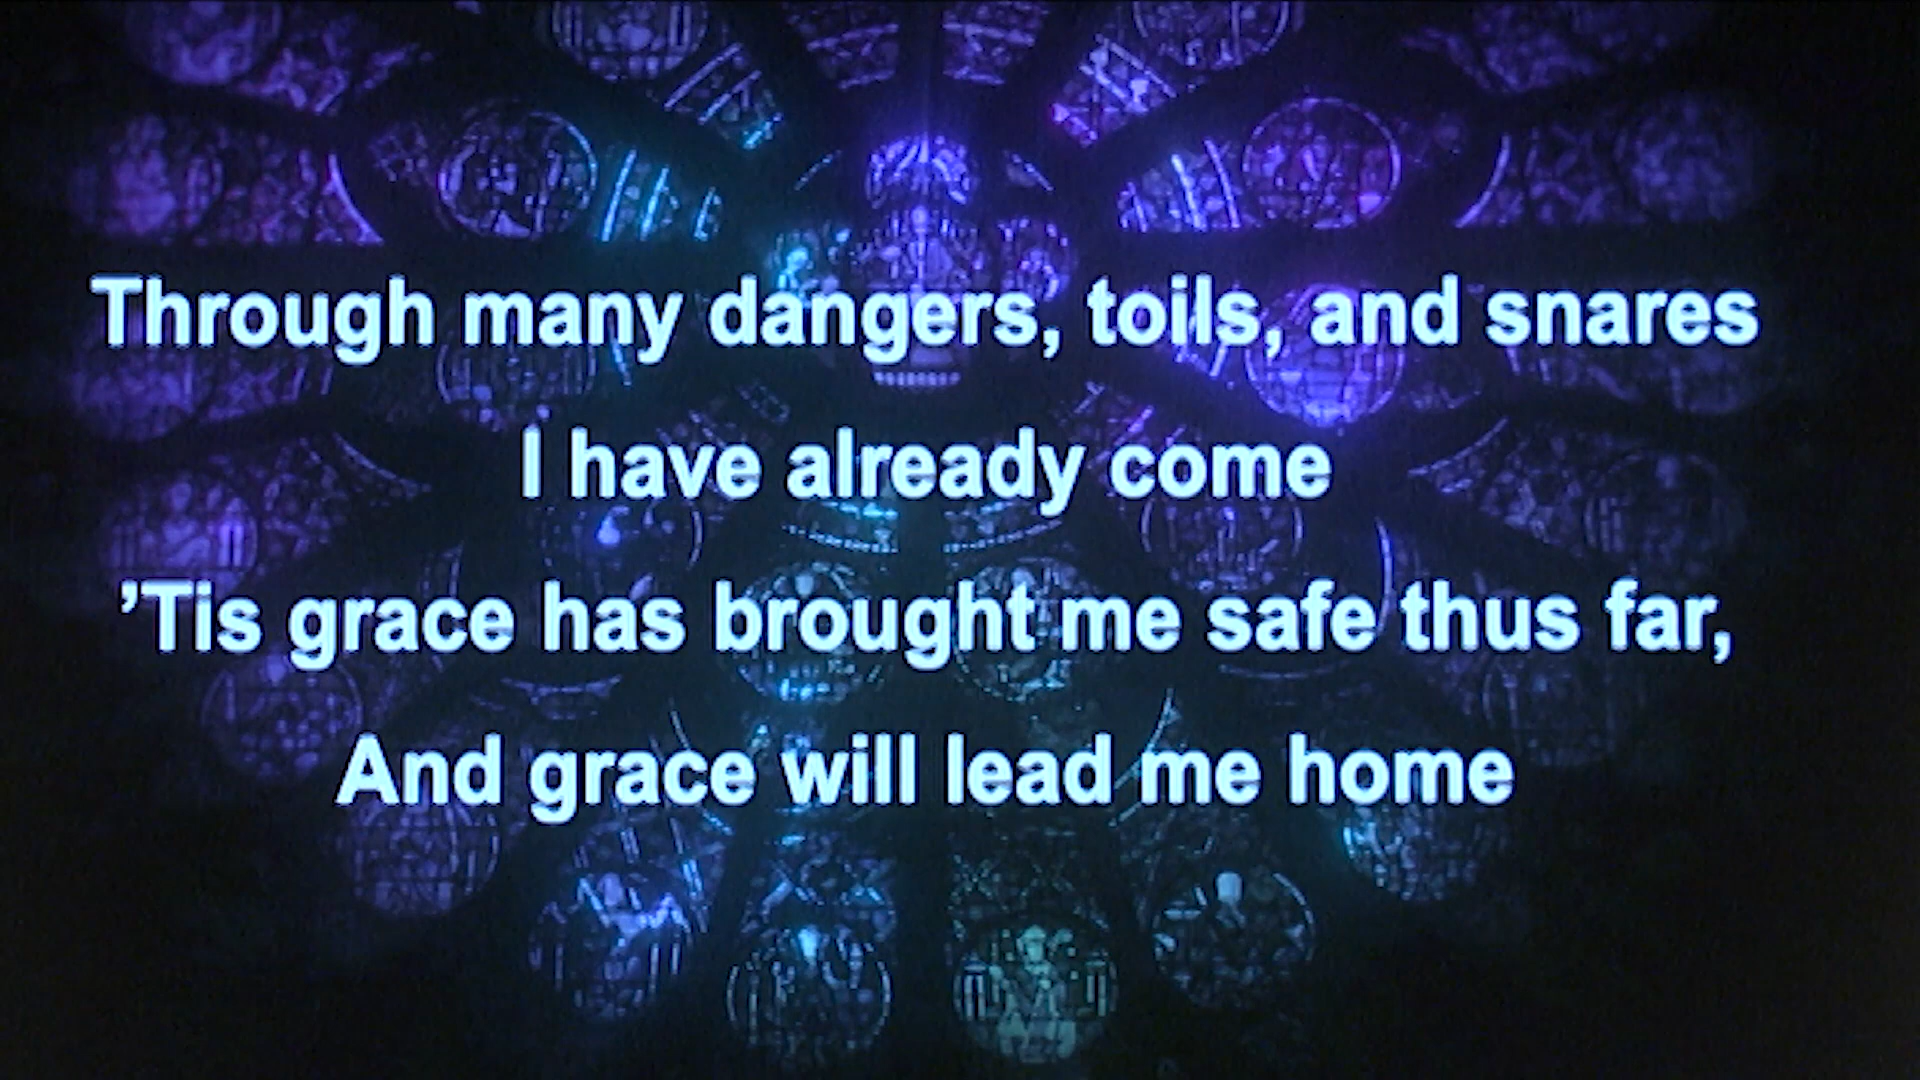 Through many dangers, toils, and snares
I have already come
’Tis grace has brought me safe thus far,
And grace will lead me home